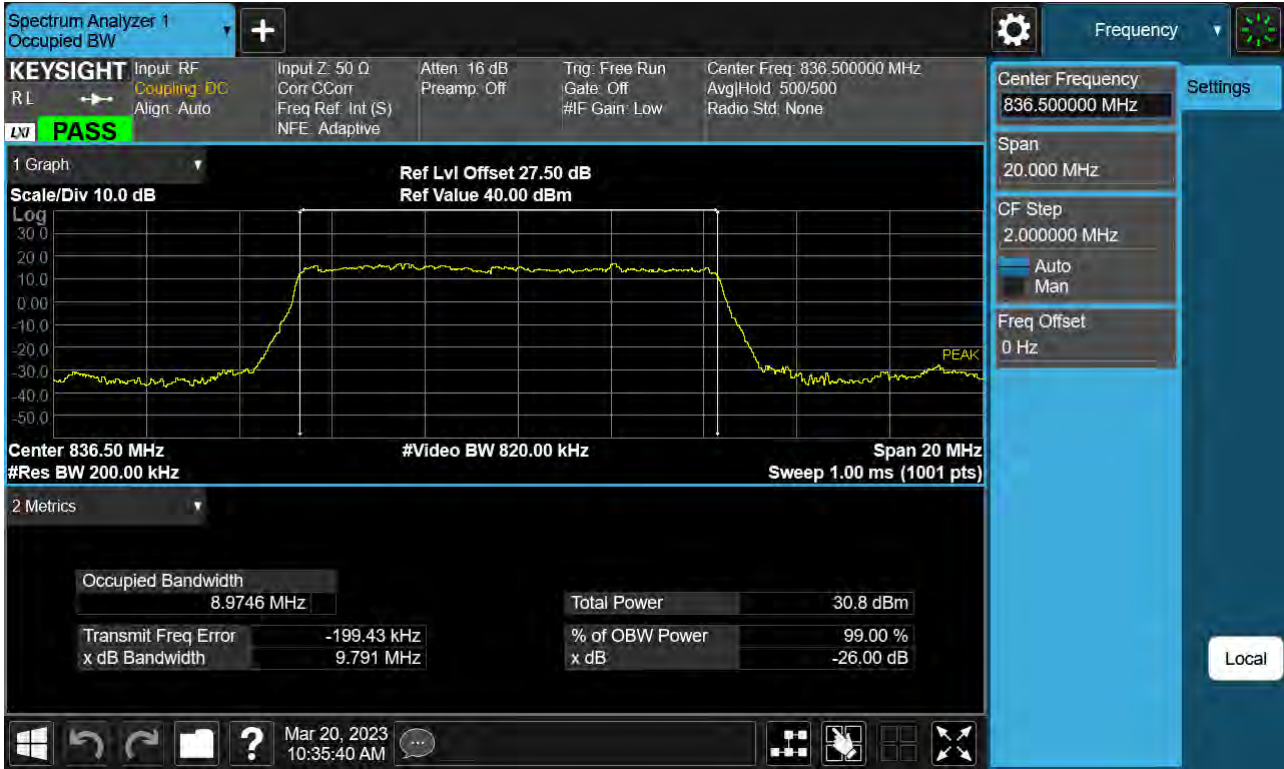 Spectrum Analyzer 1
Occupied BW
+
Frequency
KEYSIGHT
RL
LXI
PASS
Input: RF
Coupling: DC
Align: Auto
Input Z: 50 Ω
Corr CCorr
Freq Ref: Int (S)
NFE: Adaptive
Atten: 16 dB
Preamp: Off
Trig: Free Run
Gate: Off
#IF Gain: Low
Center Freq: 836.500000 MHz
Avg|Hold: 500/500
Radio Std: None
Center Frequency
836.500000 MHz
Settings
Span
20.000 MHz
CF Step
2.000000 MHz
Auto
Man
Freq Offset
0 Hz
1 Graph
Scale/Div 10.0 dB
Ref Lvl Offset 27.50 dB
Ref Value 40.00 dBm
Log
30.0
20.0
10.0
0.00
-10.0
-20.0
-30.0
-40.0
-50.0
PEAK
Center 836.50 MHz
#Video BW 820.00 kHz
Span 20 MHz
#Res BW 200.00 kHz
Sweep 1.00 ms (1001 pts)
2 Metrics
Occupied Bandwidth
8.9746 MHz
Total Power 30.8 dBm
Transmit Freq Error -199.43 kHz
% of OBW Power 99.00 %
x dB Bandwidth 9.791 MHz
x dB -26.00 dB
Local
?
Mar 20, 2023
10:35:40 AM